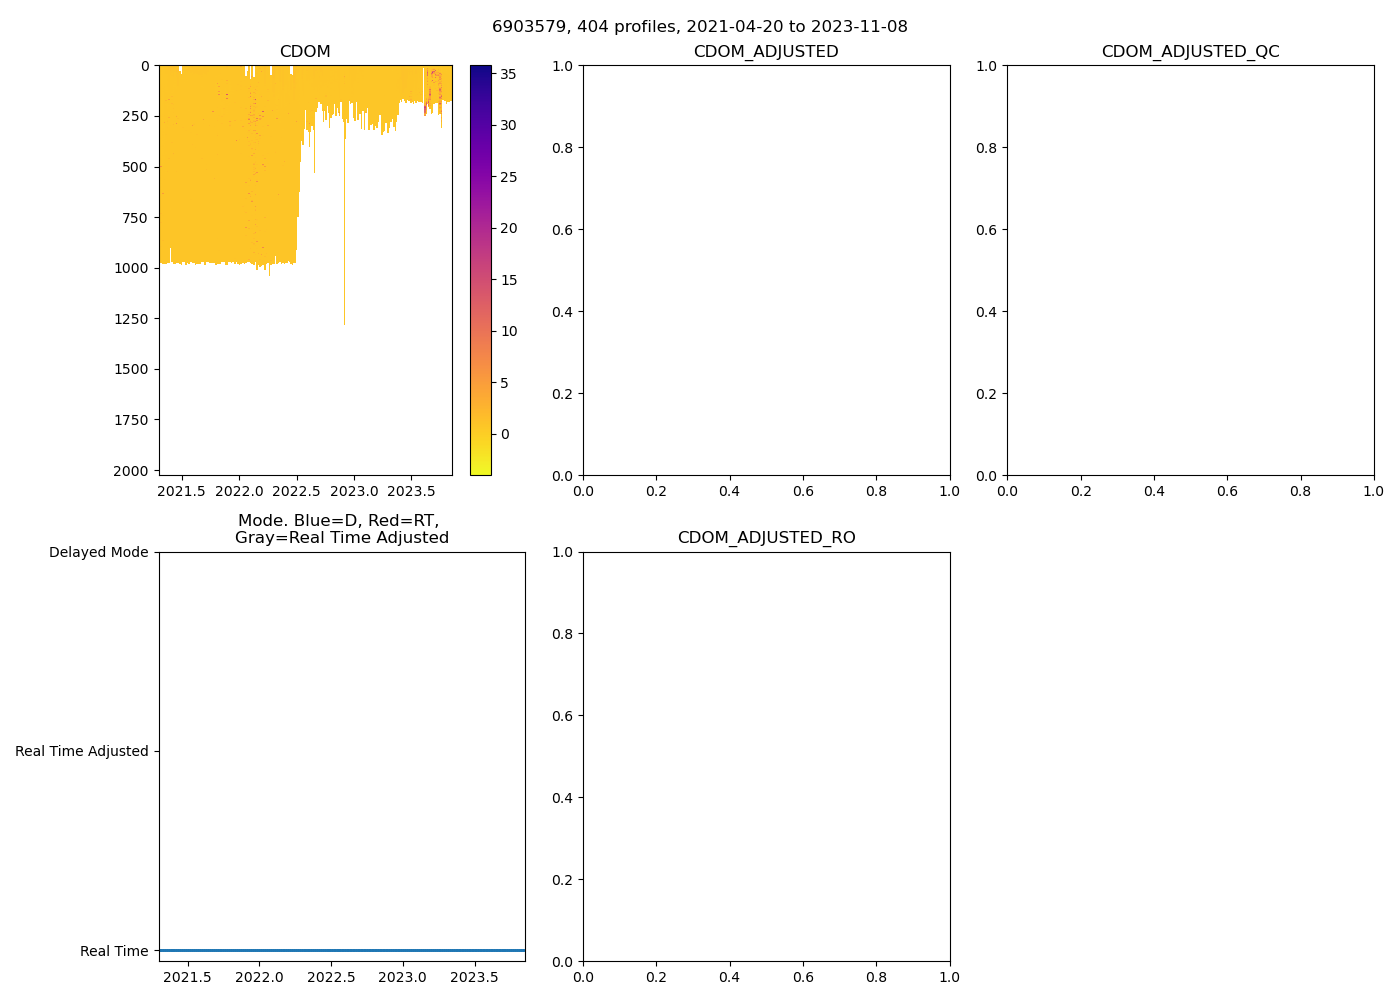 6903579, 404 profiles, 2021-04-20 to 2023-11-08
CDOM
0
250
500
750
1000
1250
1500
1750
2000
2021.5 2022.0 2022.5 2023.0 2023.5
35
30
25
20
15
10
5
0
CDOM_ADJUSTED
1.0
0.8
0.6
0.4
0.2
0.0
0.0 0.2 0.4 0.6 0.8 1.0
CDOM_ADJUSTED_QC
1.0
0.8
0.6
0.4
0.2
0.0
0.0 0.2 0.4 0.6 0.8 1.0
Mode. Blue=D, Red=RT,
Gray=Real Time Adjusted
Delayed Mode
Real Time Adjusted
Real Time
2021.5 2022.0 2022.5 2023.0 2023.5
CDOM_ADJUSTED_RO
1.0
0.8
0.6
0.4
0.2
0.0
0.0 0.2 0.4 0.6 0.8 1.0